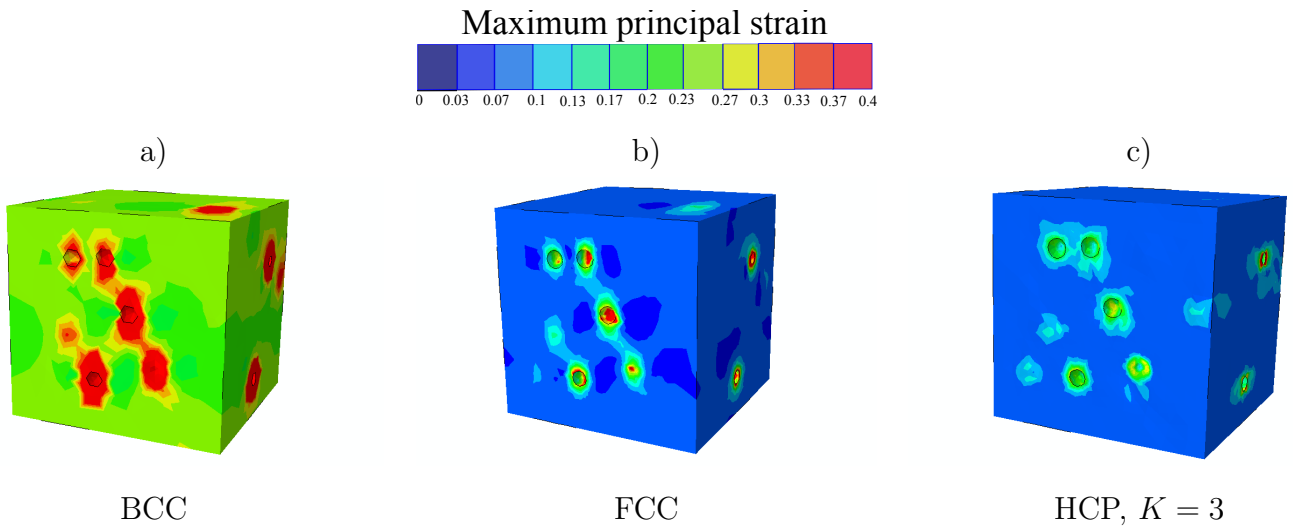 Maximum principal strain
0 0.03 0.07 0.1 0.13 0.17 0.2 0.23 0.27 0.3 0.33 0.37 0.4
a) b) c)
BCC FCC HCP, K = 3